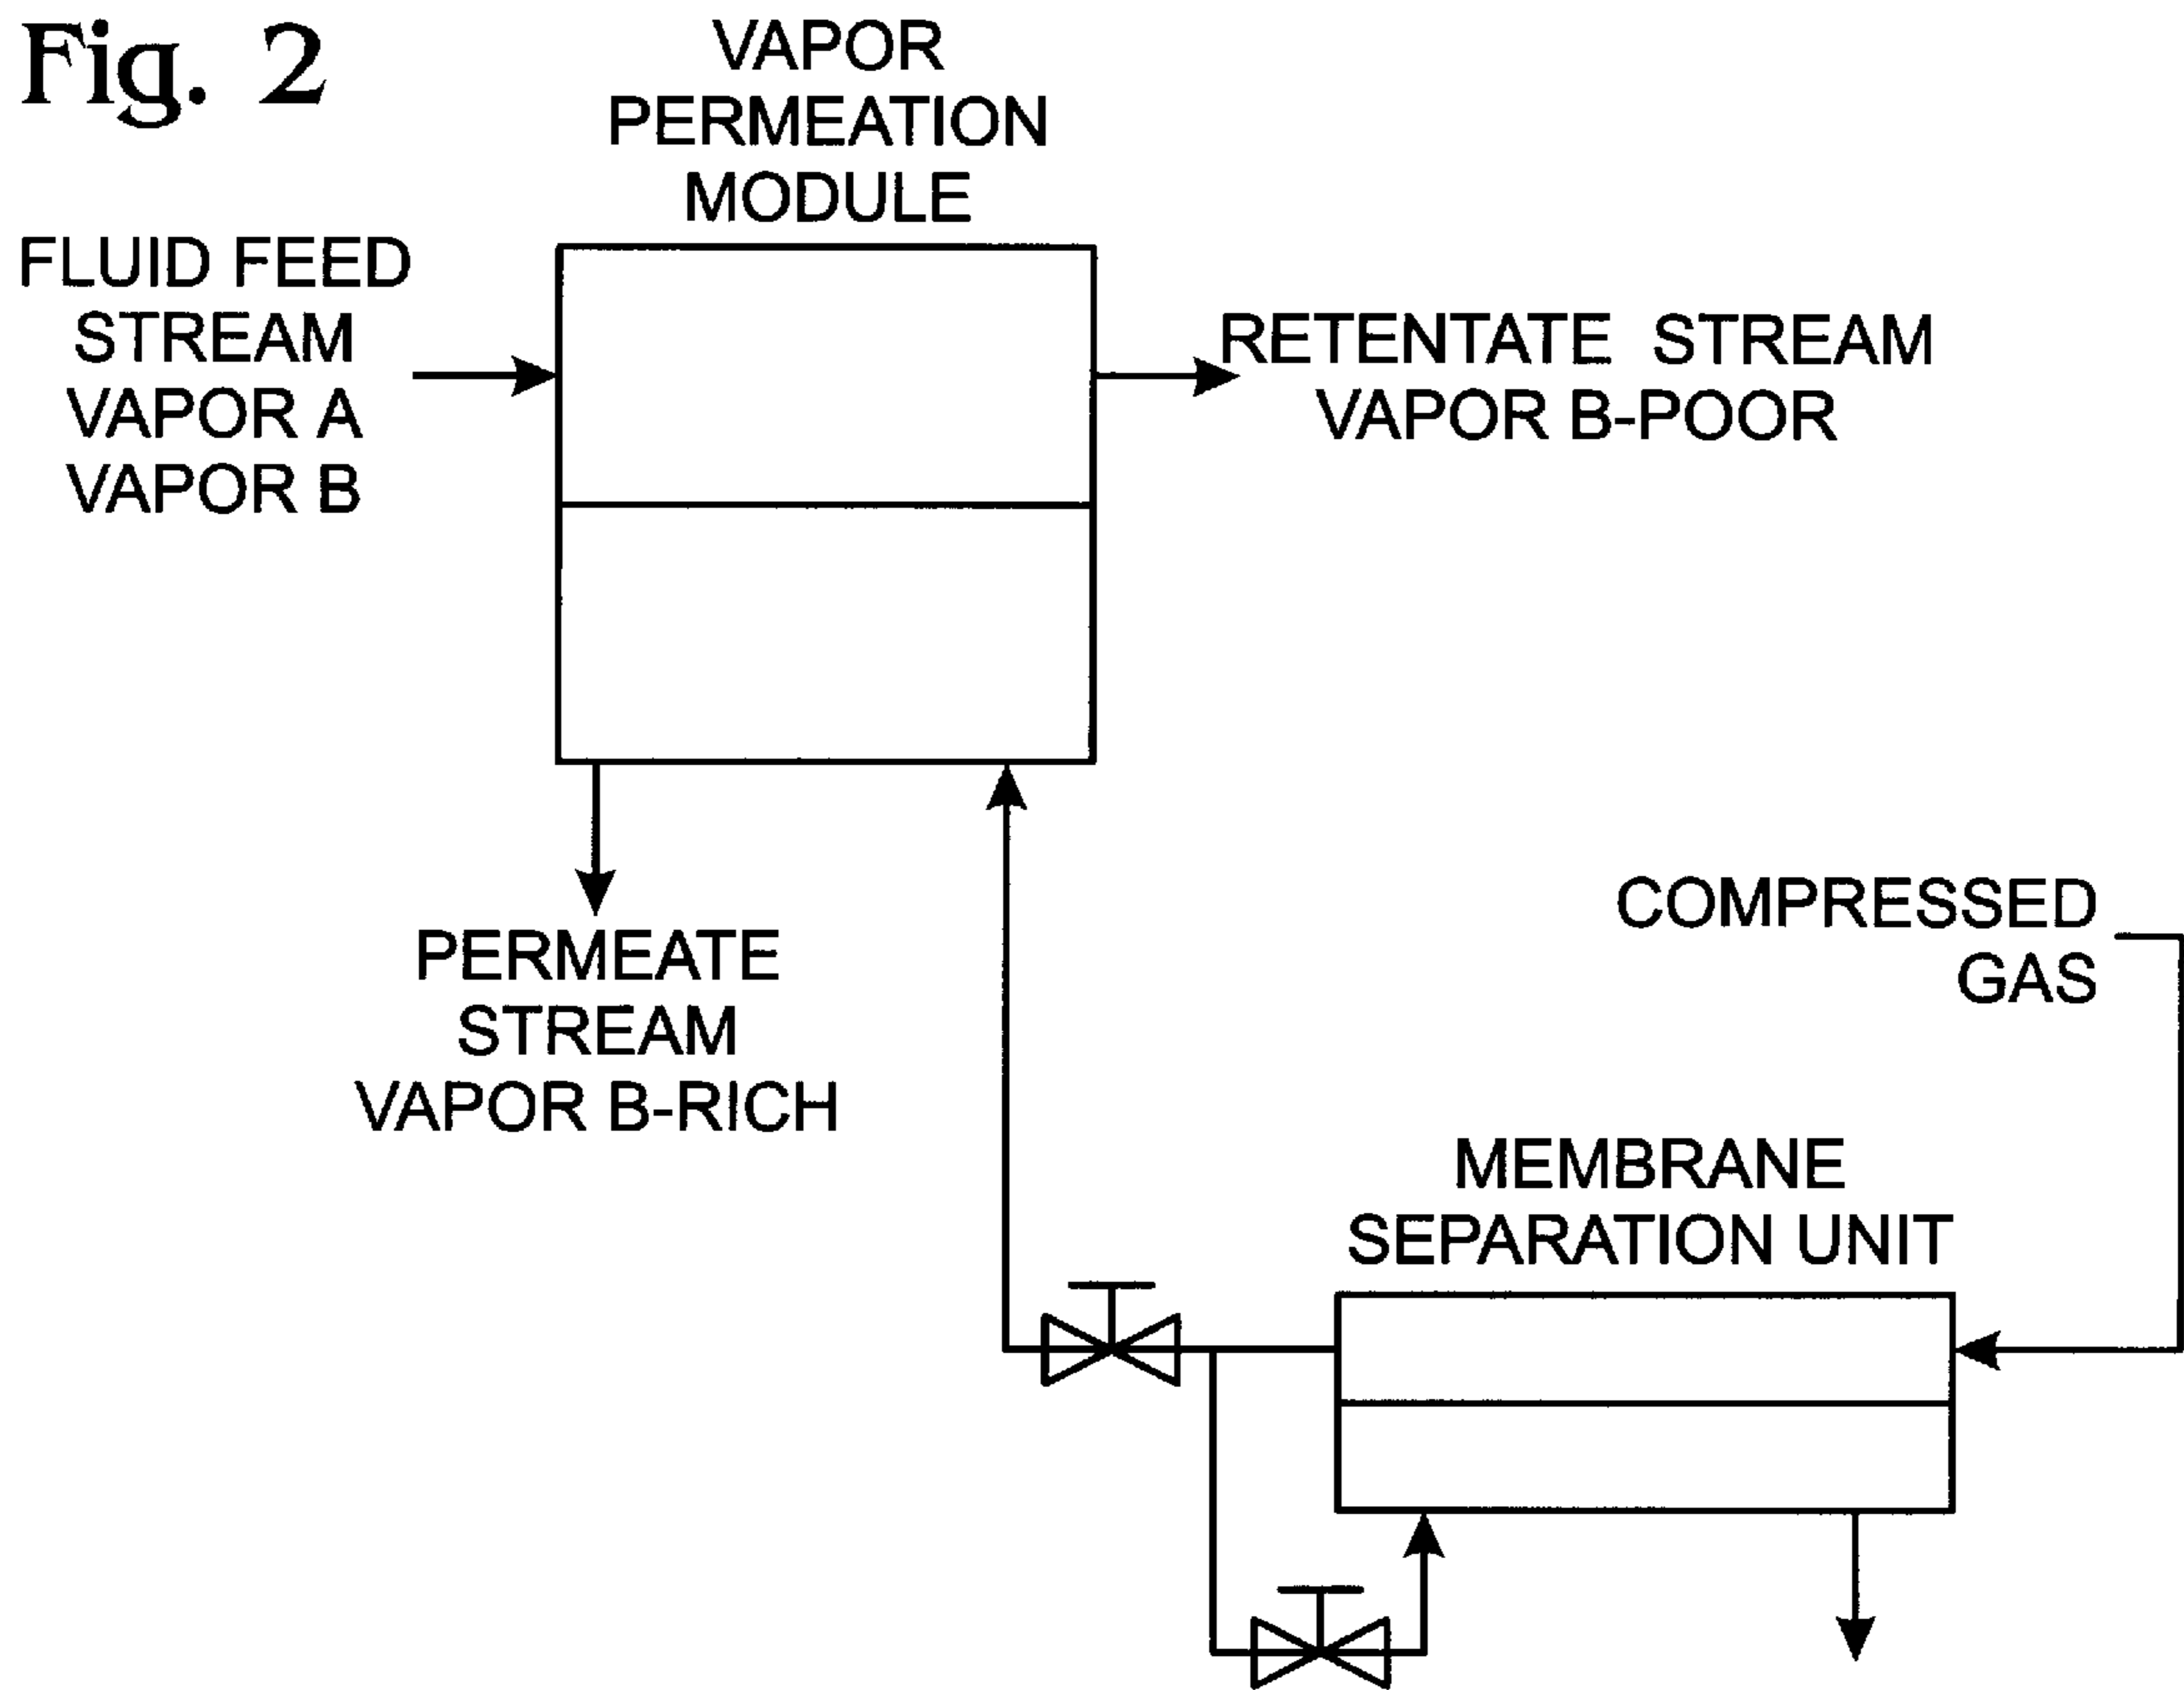 Fig. 2
VAPOR
PERMEATION
MODULE
FLUID FEED
STREAM
VAPOR A
VAPOR B
RETENTATE STREAM
VAPOR B-POOR
PERMEATE
STREAM
VAPOR B-RICH
COMPRESSED
GAS
MEMBRANE
SEPARATION UNIT